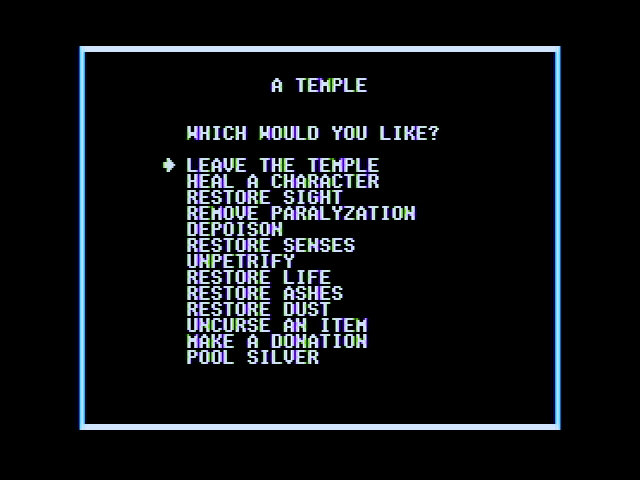 A TEMPLE
WHICH WOULD YOU LIKE?
LEAVE THE TEMPLE
HEAL A CHARACTER
RESTORE SIGHT
REMOVE PARALYZATION
DEPOISON
RESTORE SENSES
UNPETRIFY
RESTORE LIFE
RESTORE ASHES
RESTORE DUST
UNCURSE AN ITEM
MAKE A DONATION
POOL SILVER